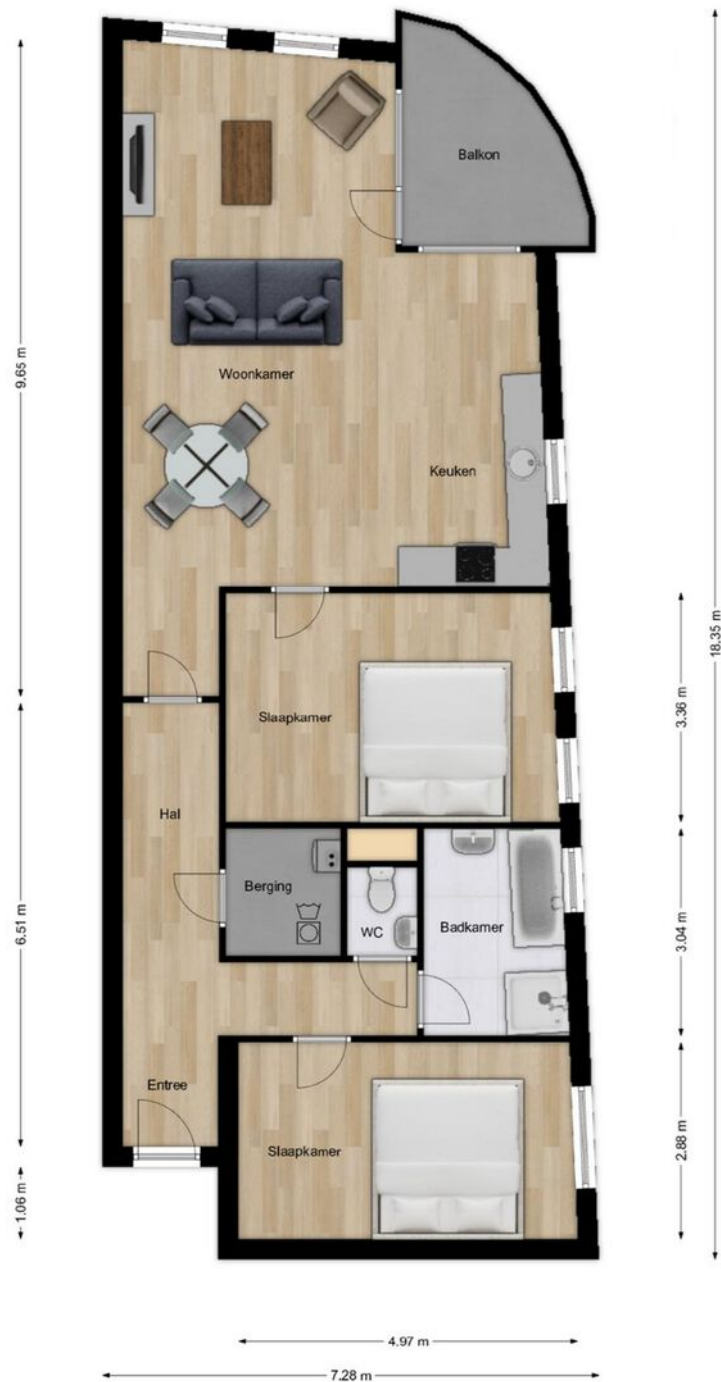 Balkon
Woonkamer
Keuken
Slaapkamer
Hal
Berging
WC
Badkamer
Entree
Slaapkamer
9.65 m
6.51 m
1.06 m
18.35 m
3.36 m
3.04 m
2.88 m
4.97 m
7.28 m